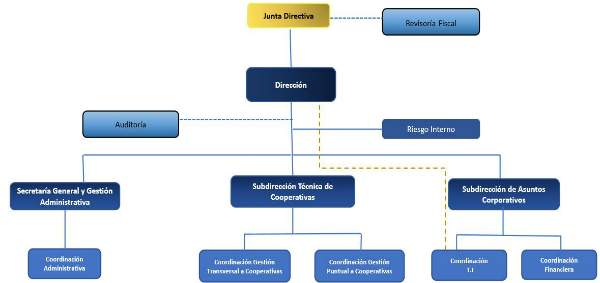 Junta Directiva
Revisoría Fiscal
Dirección
Auditoría
Riesgo Interno
Secretaría General y Gestión
Administrativa
Subdirección Técnica de
Cooperativas
Subdirección de Asuntos
Corporativos
Coordinación
Administrativa
Coordinación Gestión
Transversal a Cooperativas
Coordinación Gestión
Puntual a Cooperativas
Coordinación
T.I
Coordinación
Financiera